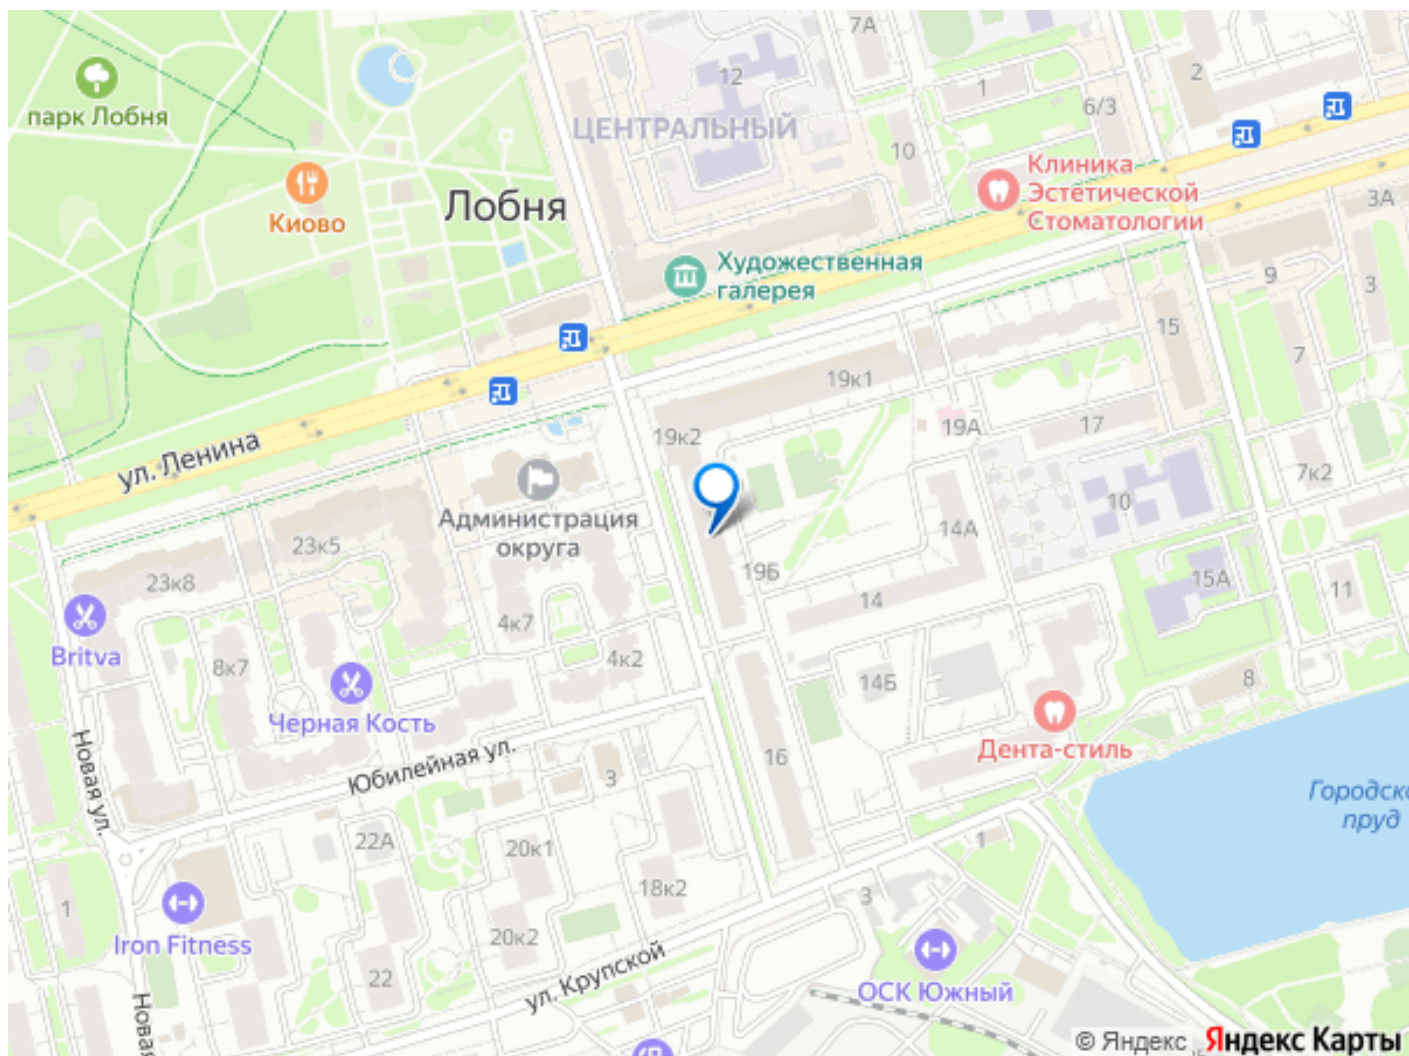 7А
2
12
1
парк Лобня
6/3
ЦЕНТРАЛЬНЫЙ
10
Клиника
Эстетической
Стоматологии
Киово
Лобня
3А
Художественная
галерея
9
3
15
7
19к1
ул. Ленина
19к2
19А
17
7к2
10
Администрация
округа
23к5
14А
23к8
19Б
15А
11
14
4к7
Britva
8к7
4к2
14Б
8
Черная Кость
Дента-стиль
Новая ул.
Юбилейная ул.
16
3
Городско
пруд
22А
20к1
1
18к2
3
1
Iron Fitness
20к2
22
ул. Крупской
ОСК Южный
Новая
© Яндекс Яндекс Карты